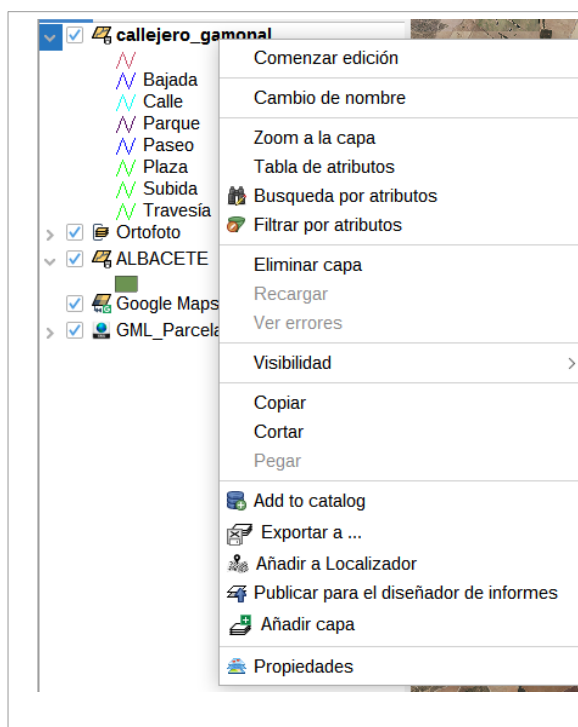 callejero_gamonal
Bajada
Calle
Parque
Paseo
Plaza
Subida
Travesía
Ortofoto
ALBACETE
Google Maps
GML_Parcela
Comenzar edición
Cambio de nombre
Zoom a la capa
Tabla de atributos
Busqueda por atributos
Filtrar por atributos
Eliminar capa
Recargar
Ver errores
Visibilidad
Copiar
Cortar
Pegar
Add to catalog
Exportar a ...
Añadir a Localizador
Publicar para el diseñador de informes
Añadir capa
Propiedades